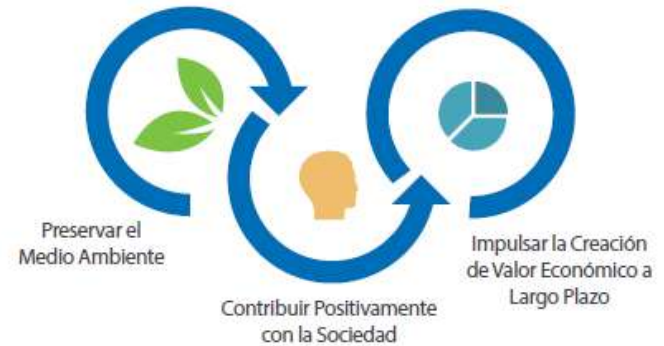 Preservar el
Medio Ambiente
Contribuir Positivamente
con la Sociedad
Impulsar la Creación
de Valor Económico a
Largo Plazo